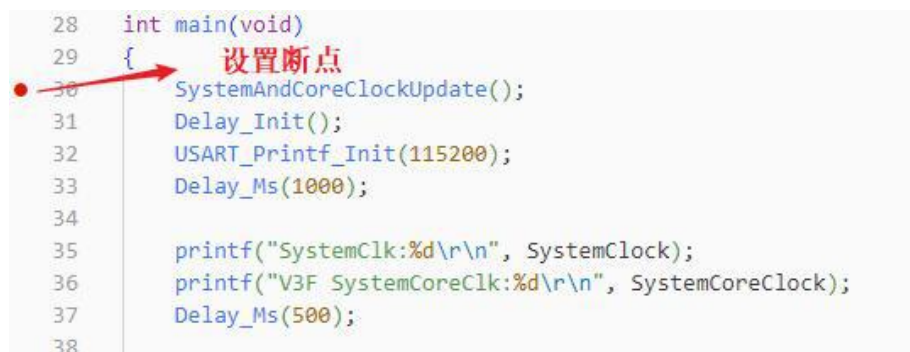 28 int main(void)
29 { 设置断点
30 SystemAndCoreClockUpdate();
31 Delay_Init();
32 USART_Printf_Init(115200);
33 Delay_Ms(1000);
34
35 printf("SystemClk:%d\r\n", SystemClock);
36 printf("V3F SystemCoreClk:%d\r\n", SystemCoreClock);
37 Delay_Ms(500);
38